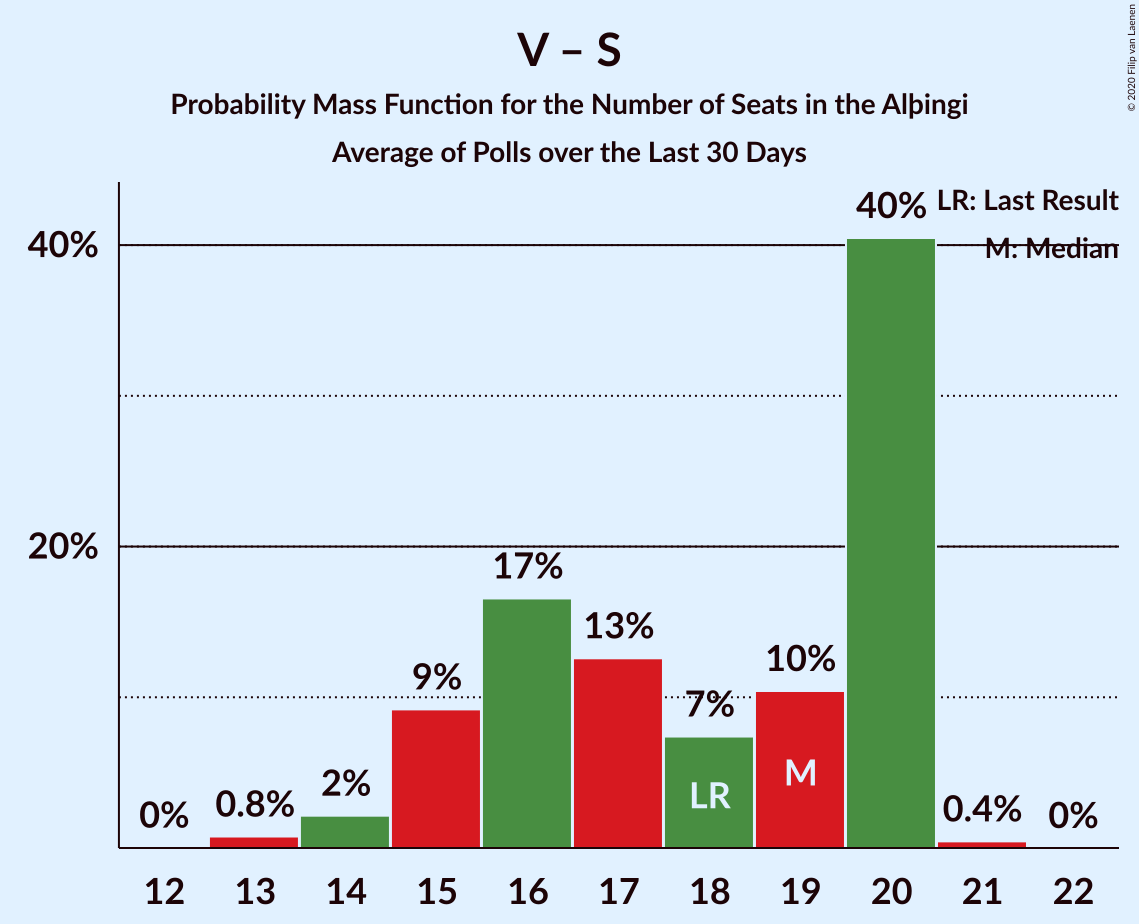 V – S
Probability Mass Function for the Number of Seats in the Alþingi
Average of Polls over the Last 30 Days
© 2020 Filip van Laenen
LR: Last Result
M: Median
40%
20%
0%
0.8%
2%
9%
17%
13%
7%
10%
40%
0.4%
0%
LR
M
12 13 14 15 16 17 18 19 20 21 22